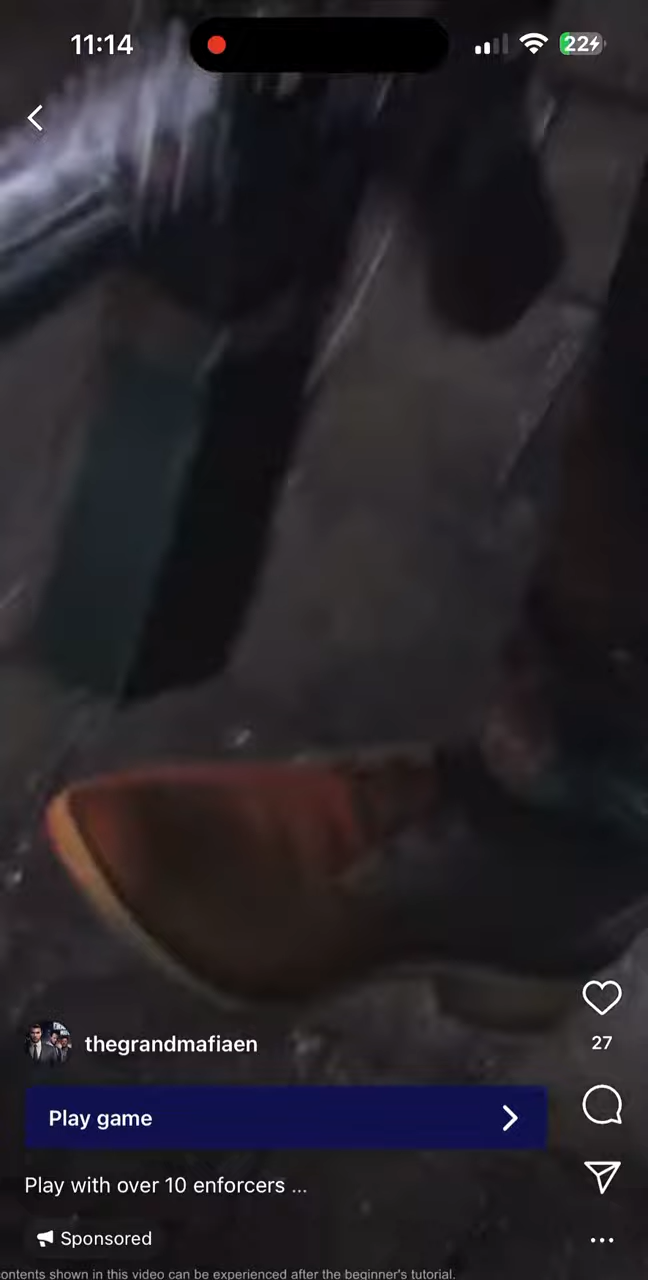 11:14
22
thegrandmafiaen
27
Play game
Play with over 10 enforcers ...
Sponsored
ontents shown in this video can be experienced after the beginner's tutorial.